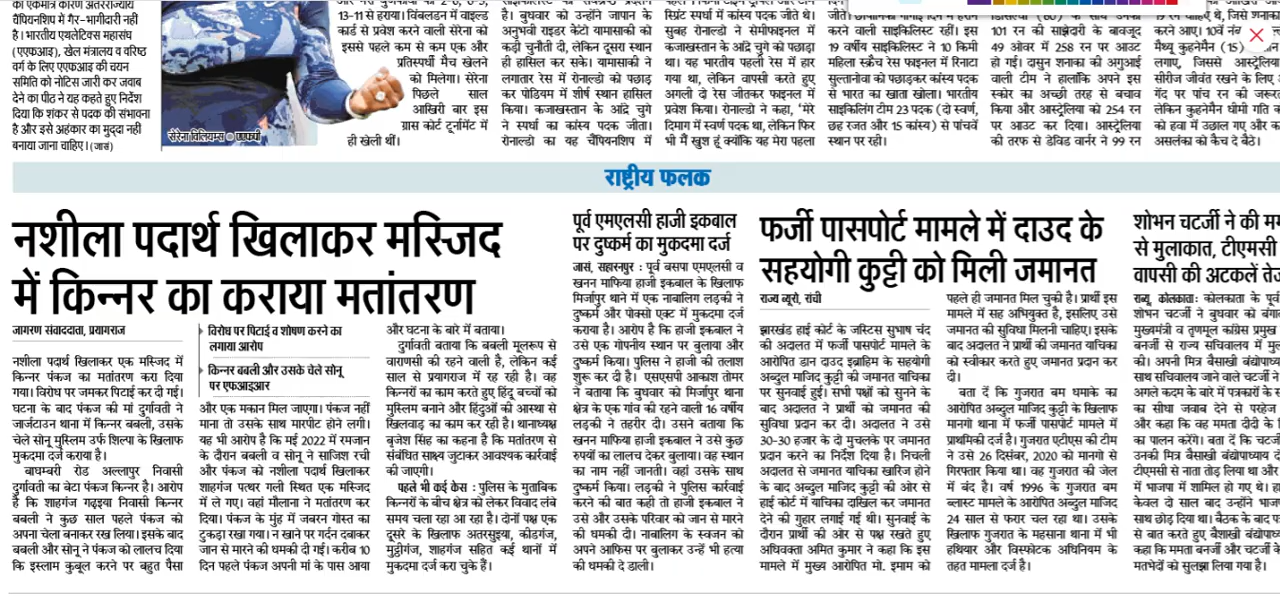 का एकमात्र कारण अंतरराज्यीय
चैंपियनशिप में गैर-भागीदारी नहीं
है। भारतीय एथलेटिक्स महासंघ
(एएफआइ), खेल मंत्रालय व वरिष्ठ
वर्ग के लिए एएफआइ की चयन
समिति को नोटिस जारी कर जवाब
देने का पीठ ने यह कहते हुए निर्देश
दिया कि शंकर से पदक की संभावना
है और इसे अहंकार का मुद्दा नहीं
बनाया जाना चाहिए। (जासं)
सेरेना विलियम्स ● एएफपी
13-11 से हराया। विंबलडन में वाइल्ड
कार्ड से प्रवेश करने वाली सेरेना को
इससे पहले कम से कम एक और
प्रतिस्पर्धी मैच खेलने
को मिलेगा। सेरेना
पिछले साल
आखिरी बार इस
ग्रास कोर्ट टूर्नामेंट में
ही खेली थीं।
है। बुधवार को उन्होंने जापान के
अनुभवी राइडर केंटो यामासाकी को
कड़ी चुनौती दी, लेकिन दूसरा स्थान
ही हासिल कर सके। यामासाकी ने
लगातार रेस में रोनाल्डो को पछाड़
कर पोडियम में शीर्ष स्थान हासिल
किया। कजाखस्तान के आंद्रे चुगे
ने स्पर्धा का कांस्य पदक जीता।
रोनाल्डो का यह चैंपियनशिप में
स्प्रिंट स्पर्धा में कांस्य पदक जीते थे।
सुबह रोनाल्डो ने सेमीफाइनल में
कजाखस्तान के आंद्रे चुगे को पछाड़ा
था। यह भारतीय पहली रेस में हार
गया था, लेकिन वापसी करते हुए
अगली दो रेस जीतकर फाइनल में
प्रवेश किया। रोनाल्डो ने कहा, 'मेरे
दिमाग में स्वर्ण पदक था, लेकिन फिर
भी मैं खुश हूं क्योंकि यह मेरा पहला
करने वाली साइकिलिस्ट रहीं। इस
19 वर्षीय साइकिलिस्ट ने 10 किमी
महिला स्क्रैच रेस फाइनल में रिनाटा
सुल्तानोवा को पछाड़कर कांस्य पदक
से भारत का खाता खोला। भारतीय
साइकिलिंग टीम 23 पदक (दो स्वर्ण,
छह रजत और 15 कांस्य) से पांचवें
स्थान पर रही।
101 रन की साझेदारी के बावजूद
49 ओवर में 258 रन पर आउट
हो गई। दासुन शनाका की अगुआई
वाली टीम ने हालांकि अपने इस
स्कोर का अच्छी तरह से बचाव
किया और आस्ट्रेलिया को 254 रन
पर आउट कर दिया। आस्ट्रेलिया
की तरफ से डेविड वार्नर ने 99 रन
करने आए। 10वें
मैथ्यू कुहनेमैन (15)
लगाए, जिससे आस्ट्रेलिया
सीरीज जीवंत रखने के लिए
गेंद पर पांच रन की
लेकिन कुहनेमैन धीमी गति
को हवा में उछाल गए और
असलंका को कैच दे बैठे।
राष्ट्रीय फलक
नशीला पदार्थ खिलाकर मस्जिद
में किन्नर का कराया मतांतरण
जागरण संवाददाता, प्रयागराज
नशीला पदार्थ खिलाकर एक मस्जिद में
किन्नर पंकज का मतांतरण करा दिया
गया। विरोध पर जमकर पिटाई कर दी गई।
घटना के बाद पंकज की मां दुर्गावती ने
जार्जटाउन थाना में किन्नर बबली, उसके
चेले सोनू मुस्लिम उर्फ शिल्पा के खिलाफ
मुकदमा दर्ज कराया है।
बाघम्बरी रोड अल्लापुर निवासी
दुर्गावती का बेटा पंकज किन्नर है। आरोप
है कि शाहगंज गढ़इया निवासी किन्नर
बबली ने कुछ साल पहले पंकज को
अपना चेला बनाकर रख लिया। इसके बाद
बबली और सोनू ने पंकज को लालच दिया
कि इस्लाम कुबूल करने पर बहुत पैसा
विरोध पर पिटाई व शोषण करने का
लगाया आरोप
किन्नर बबली और उसके चेले सोनू
पर एफआइआर
और एक मकान मिल जाएगा। पंकज नहीं
माना तो उसके साथ मारपीट होने लगी।
यह भी आरोप है कि मई 2022 में रमजान
के दौरान बबली व सोनू ने साजिश रची
और पंकज को नशीला पदार्थ खिलाकर
शाहगंज पत्थर गली स्थित एक मस्जिद
में ले गए। वहां मौलाना ने मतांतरण कर
दिया। पंकज के मुंह में जबरन गोस्त का
टुकड़ा रखा गया। न खाने पर गर्दन दबाकर
जान से मारने की धमकी दी गई। करीब 10
दिन पहले पंकज अपनी मां के पास आया
और घटना के बारे में बताया।
दुर्गावती बताया कि बबली मूलरूप से
वाराणसी की रहने वाली है, लेकिन कई
साल से प्रयागराज में रह रही है। वह
किन्नरों का काम करते हुए हिंदू बच्चों को
मुस्लिम बनाने और हिंदुओं की आस्था से
खिलवाड़ का काम कर रही है। थानाध्यक्ष
बृजेश सिंह का कहना है कि मतांतरण से
संबंधित साक्ष्य जुटाकर आवश्यक कार्रवाई
की जाएगी।
पहले भी कई केस : पुलिस के मुताबिक
किन्नरों के बीच क्षेत्र को लेकर विवाद लंबे
समय चला रहा आ रहा है। दोनों पक्ष एक
दूसरे के खिलाफ अतरसुइया, कीडगंज,
मुट्ठीगंज, शाहगंज सहित कई थानों में
मुकदमा दर्ज करा चुके हैं।
पूर्व एमएलसी हाजी इकबाल
पर दुष्कर्म का मुकदमा दर्ज
जासं, सहारनपुर : पूर्व बसपा एमएलसी व
खनन माफिया हाजी इकबाल के खिलाफ
मिर्जापुर थाने में एक नाबालिग लड़की ने
दुष्कर्म और पोक्सो एक्ट में मुकदमा दर्ज
कराया है। आरोप है कि हाजी इकबाल ने
उसे एक गोपनीय स्थान पर बुलाया और
दुष्कर्म किया। पुलिस ने हाजी की तलाश
शुरू कर दी है। एसएसपी आकाश तोमर
ने बताया कि बुधवार को मिर्जापुर थाना
क्षेत्र के एक गांव की रहने वाली 16 वर्षीय
लड़की ने तहरीर दी। उसने बताया कि
खनन माफिया हाजी इकबाल ने उसे कुछ
रुपयों का लालच देकर बुलाया। वह स्थान
का नाम नहीं जानती। वहां उसके साथ
दुष्कर्म किया। लड़की ने पुलिस कार्रवाई
करने की बात कही तो हाजी इकबाल ने
उसे और उसके परिवार को जान से मारने
की धमकी दी। नाबालिग के स्वजन को
अपने आफिस पर बुलाकर उन्हें भी हत्या
की धमकी दे डाली।
फर्जी पासपोर्ट मामले में दाउद के
सहयोगी कुट्टी को मिली जमानत
राज्य ब्यूरो, रांची
झारखंड हाई कोर्ट के जस्टिस सुभाष चंद
की अदालत में फर्जी पासपोर्ट मामले के
आरोपित डान दाउद इब्राहिम के सहयोगी
अब्दुल माजिद कुट्टी की जमानत याचिका
पर सुनवाई हुई। सभी पक्षों को सुनने के
बाद अदालत ने प्रार्थी को जमानत की
सुविधा प्रदान कर दी। अदालत ने उसे
30-30 हजार के दो मुचलके पर जमानत
प्रदान करने का निर्देश दिया है। निचली
अदालत से जमानत याचिका खारिज होने
के बाद अब्दुल माजिद कुट्टी की ओर से
हाई कोर्ट में याचिका दाखिल कर जमानत
देने की गुहार लगाई गई थी। सुनवाई के
दौरान प्रार्थी की ओर से पक्ष रखते हुए
अधिवक्ता अमित कुमार ने कहा कि इस
मामले में मुख्य आरोपित मो. इमाम को
पहले ही जमानत मिल चुकी है। प्रार्थी इस
मामले में सह अभियुक्त है, इसलिए उसे
जमानत की सुविधा मिलनी चाहिए। इसके
बाद अदालत ने प्रार्थी की जमानत याचिका
को स्वीकार करते हुए जमानत प्रदान कर
दी।
बता दें कि गुजरात बम धमाके का
आरोपित अब्दुल माजिद कुट्टी के खिलाफ
मानगो थाना में फर्जी पासपोर्ट मामले में
प्राथमिकी दर्ज है। गुजरात एटीएस की टीम
ने उसे 26 दिसंबर, 2020 को मानगो से
गिरफ्तार किया था। वह गुजरात की जेल
में बंद है। वर्ष 1996 के गुजरात बम
ब्लास्ट मामले के आरोपित अब्दुल माजिद
24 साल से फरार चल रहा था। उसके
खिलाफ गुजरात के महसाना थाना में भी
हथियार और विस्फोटक अधिनियम के
तहत मामला दर्ज है।
शोभन चटर्जी ने की
से मुलाकात, टीएमसी
वापसी की अटकलें
राब्यू, कोलकाता: कोलकाता के पूर्व
शोभन चटर्जी ने बुधवार को
मुख्यमंत्री व तृणमूल कांग्रेस प्रमुख
बनर्जी से राज्य सचिवालय में
की। अपनी मित्र बैसाखी
साथ सचिवालय जाने वाले चटर्जी ने
अगले कदम के बारे में पत्रकारों के
का सीधा जवाब देने से परहेज
और कहा कि वह ममता दीदी के
का पालन करेंगे। बता दें कि चटर्जी
उनकी मित्र बैसाखी बंद्योपाध्याय
टीएमसी से नाता तोड़ लिया था और
में भाजपा में शामिल हो गए थे।
केवल दो साल बाद उन्होंने
साथ छोड़ दिया था। बैठक के बाद
से बात करते हुए बैसाखी
कहा कि ममता बनर्जी और चटर्जी के
मतभेदों को सुलझा लिया गया है।